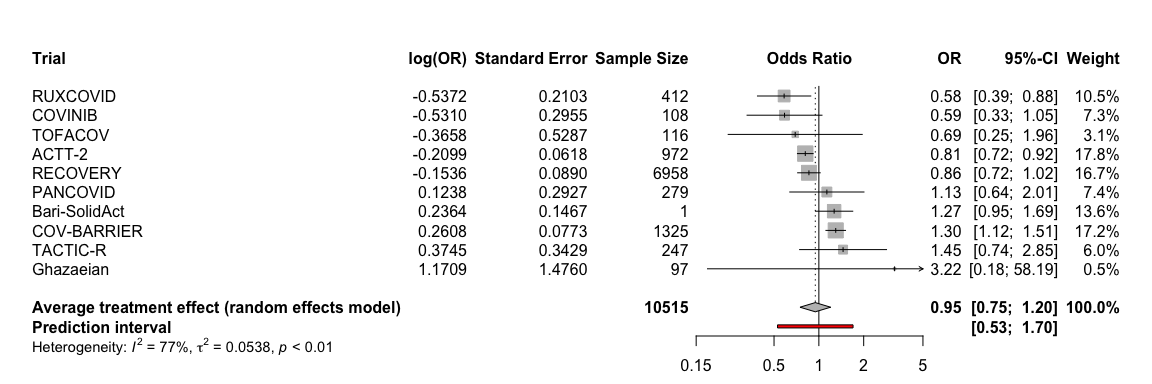 Trial log(OR) Standard Error Sample Size Odds Ratio OR 95%-CI Weight
RUXCOVID -0.5372 0.2103 412 0.58 [0.39; 0.88] 10.5%
COVINIB -0.5310 0.2955 108 0.59 [0.33; 1.05] 7.3%
TOFACOV -0.3658 0.5287 116 0.69 [0.25; 1.96] 3.1%
ACTT-2 -0.2099 0.0618 972 0.81 [0.72; 0.92] 17.8%
RECOVERY -0.1536 0.0890 6958 0.86 [0.72; 1.02] 16.7%
PANCOVID 0.1238 0.2927 279 1.13 [0.64; 2.01] 7.4%
Bari-SolidAct 0.2364 0.1467 1 1.27 [0.95; 1.69] 13.6%
COV-BARRIER 0.2608 0.0773 1325 1.30 [1.12; 1.51] 17.2%
TACTIC-R 0.3745 0.3429 247 1.45 [0.74; 2.85] 6.0%
Ghazaeian 1.1709 1.4760 97 3.22 [0.18; 58.19] 0.5%
Average treatment effect (random effects model) 10515 0.95 [0.75; 1.20] 100.0%
Prediction interval [0.53; 1.70]
Heterogeneity: I² = 77%, τ² = 0.0538, p < 0.01
0.15 0.5 1 2 5